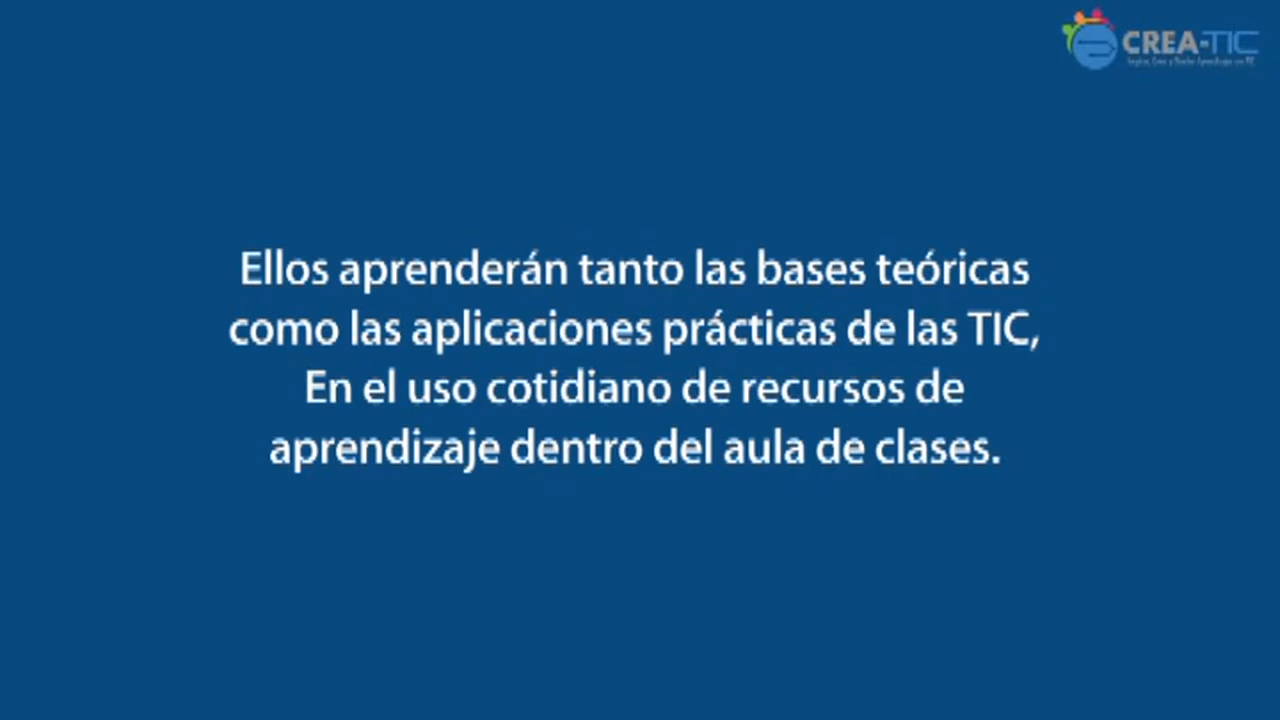 CREA-TIC
Ellos aprenderán tanto las bases teóricas
como las aplicaciones prácticas de las TIC,
En el uso cotidiano de recursos de
aprendizaje dentro del aula de clases.